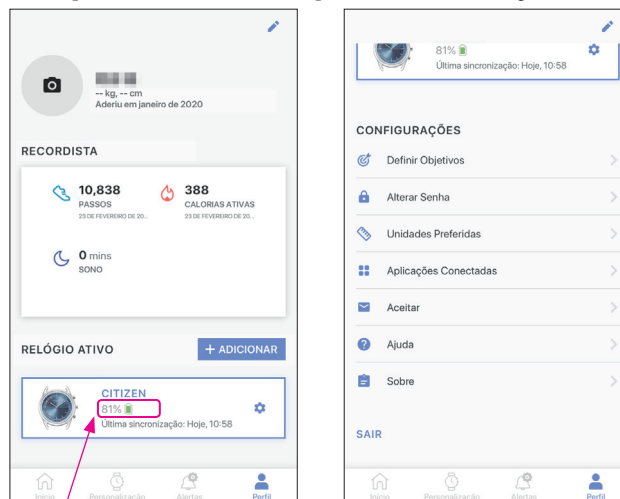 -- kg, -- cm
Aderiu em janeiro de 2020
RECORDISTA
10,838
PASSOS
23 DE FEVEREIRO DE 20...
388
CALORIAS ATIVAS
23 DE FEVEREIRO DE 20...
0 mins
SONO
RELÓGIO ATIVO
+ ADICIONAR
CITIZEN
81%
Última sincronização: Hoje, 10:58
Início
Personalização
Alertas
Perfil
81%
Última sincronização: Hoje, 10:58
CONFIGURAÇÕES
Definir Objetivos
Alterar Senha
Unidades Preferidas
Aplicações Conectadas
Aceitar
Ajuda
Sobre
SAIR
Início
Personalização
Alertas
Perfil